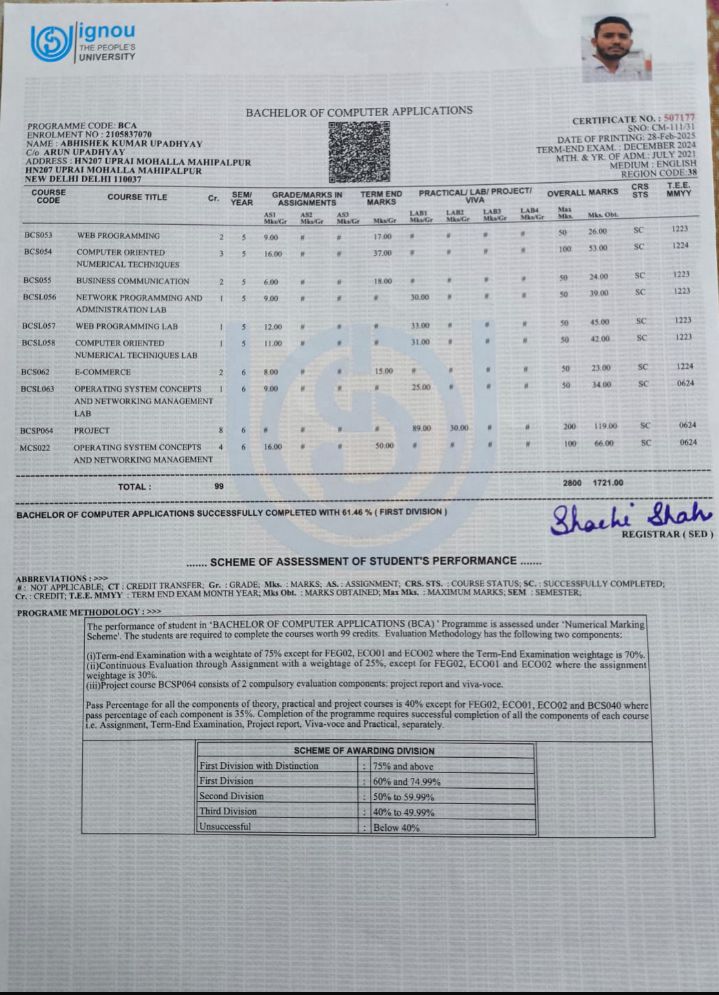 ignou
THE PEOPLE'S
UNIVERSITY
BACHELOR OF COMPUTER APPLICATIONS
PROGRAMME CODE: BCA
ENROLMENT NO : 2105837070
NAME : ABHISHEK KUMAR UPADHYAY
C/o ARUN UPADHYAY
ADDRESS : HN207 UPRAI MOHALLA MAHIPALPUR
HN207 UPRAI MOHALLA MAHIPALPUR
NEW DELHI DELHI 110037
CERTIFICATE NO. : 507177
SNO: CM-111/31
DATE OF PRINTING: 28-Feb-2025
TERM-END EXAM. : DECEMBER 2024
MTH. & YR. OF ADM.: JULY 2021
MEDIUM : ENGLISH
REGION CODE:38
COURSE CODE COURSE TITLE Cr. SEM/ YEAR GRADE/MARKS IN ASSIGNMENTS TERM END MARKS PRACTICAL/ LAB/ PROJECT/ VIVA OVERALL MARKS CRS STS T.E.E. MMYY
AS1 Mks/Gr AS2 Mks/Gr AS3 Mks/Gr Mks/Gr LAB1 Mks/Gr LAB2 Mks/Gr LAB3 Mks/Gr LAB4 Mks/Gr Max Mks. Mks. Obt.
BCS053 WEB PROGRAMMING 2 5 9.00 # # 17.00 # # # # 50 26.00 SC 1223
BCS054 COMPUTER ORIENTED 3 5 16.00 # # 37.00 # # # # 100 53.00 SC 1224
NUMERICAL TECHNIQUES
BCS055 BUSINESS COMMUNICATION 2 5 6.00 # # 18.00 # # # # 50 24.00 SC 1223
BCSL056 NETWORK PROGRAMMING AND 1 5 9.00 # # # 30.00 # # # 50 39.00 SC 1223
ADMINISTRATION LAB
BCSL057 WEB PROGRAMMING LAB 1 5 12.00 # # # 33.00 # # # 50 45.00 SC 1223
BCSL058 COMPUTER ORIENTED 1 5 11.00 # # # 31.00 # # # 50 42.00 SC 1223
NUMERICAL TECHNIQUES LAB
BCS062 E-COMMERCE 2 6 8.00 # # 15.00 # # # # 50 23.00 SC 1224
BCSL063 OPERATING SYSTEM CONCEPTS 1 6 9.00 # # # 25.00 # # # 50 34.00 SC 0624
AND NETWORKING MANAGEMENT
LAB
BCSP064 PROJECT 8 6 # # # # 89.00 30.00 # # 200 119.00 SC 0624
MCS022 OPERATING SYSTEM CONCEPTS 4 6 16.00 # # 50.00 # # # # 100 66.00 SC 0624
AND NETWORKING MANAGEMENT
TOTAL : 99 2800 1721.00
BACHELOR OF COMPUTER APPLICATIONS SUCCESSFULLY COMPLETED WITH 61.46 % ( FIRST DIVISION )
Shachi Shah
REGISTRAR ( SED )
....... SCHEME OF ASSESSMENT OF STUDENT'S PERFORMANCE .......
ABBREVIATIONS : >>>
# : NOT APPLICABLE; CT : CREDIT TRANSFER; Gr. : GRADE; Mks. : MARKS; AS. : ASSIGNMENT; CRS. STS. : COURSE STATUS; SC. : SUCCESSFULLY COMPLETED;
Cr. : CREDIT; T.E.E. MMYY : TERM END EXAM MONTH YEAR; Mks Obt. : MARKS OBTAINED; Max Mks. : MAXIMUM MARKS; SEM : SEMESTER;
PROGRAME METHODOLOGY : >>>
The performance of student in 'BACHELOR OF COMPUTER APPLICATIONS (BCA) ' Programme is assessed under 'Numerical Marking
Scheme'. The students are required to complete the courses worth 99 credits. Evaluation Methodology has the following two components:
(i)Term-end Examination with a weightate of 75% except for FEG02, ECO01 and ECO02 where the Term-End Examination weightage is 70%.
(ii)Continuous Evaluation through Assignment with a weightage of 25%, except for FEG02, ECO01 and ECO02 where the assignment
weightage is 30%.
(iii)Project course BCSP064 consists of 2 compulsory evaluation components: project report and viva-voce.
Pass Percentage for all the components of theory, practical and project courses is 40% except for FEG02, ECO01, ECO02 and BCS040 where
pass percentage of each component is 35%. Completion of the programme requires successful completion of all the components of each course
i.e. Assignment, Term-End Examination, Project report, Viva-voce and Practical, separately.
SCHEME OF AWARDING DIVISION
First Division with Distinction : 75% and above
First Division : 60% and 74.99%
Second Division : 50% to 59.99%
Third Division : 40% to 49.99%
Unsuccessful : Below 40%